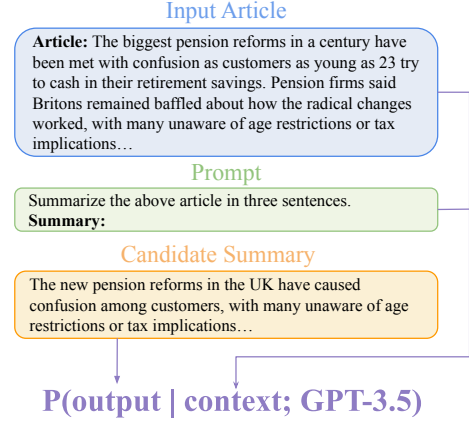 Input Article
Article: The biggest pension reforms in a century have
been met with confusion as customers as young as 23 try
to cash in their retirement savings. Pension firms said
Britons remained baffled about how the radical changes
worked, with many unaware of age restrictions or tax
implications…
Prompt
Summarize the above article in three sentences.
Summary:
Candidate Summary
The new pension reforms in the UK have caused
confusion among customers, with many unaware of age
restrictions or tax implications…
P(output | context; GPT-3.5)